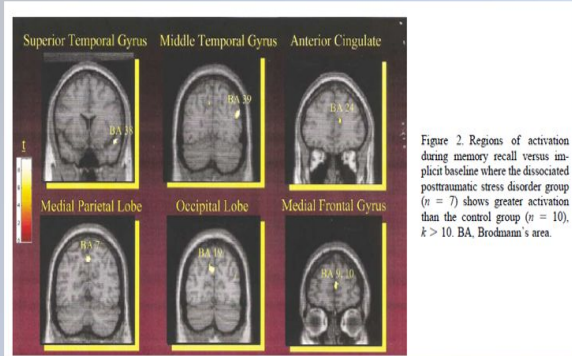 Superior Temporal Gyrus Middle Temporal Gyrus Anterior Cingulate
BA 38
BA 39
BA 24
t
Medial Parietal Lobe Occipital Lobe Medial Frontal Gyrus
BA 7
BA 19
BA 9, 10
Figure 2. Regions of activation
during memory recall versus im-
plicit baseline where the dissociated
posttraumatic stress disorder group
(n = 7) shows greater activation
than the control group (n = 10),
k > 10. BA, Brodmann's area.